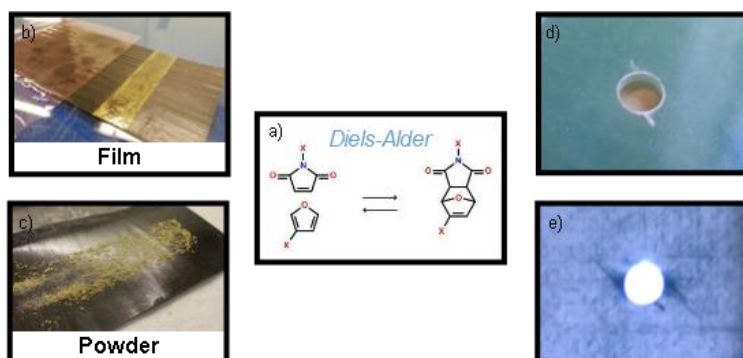 b)
Film
c)
Powder
a)
Diels-Alder
X
N
O
O
O
X
X
N
O
O
O
X
d)
e)